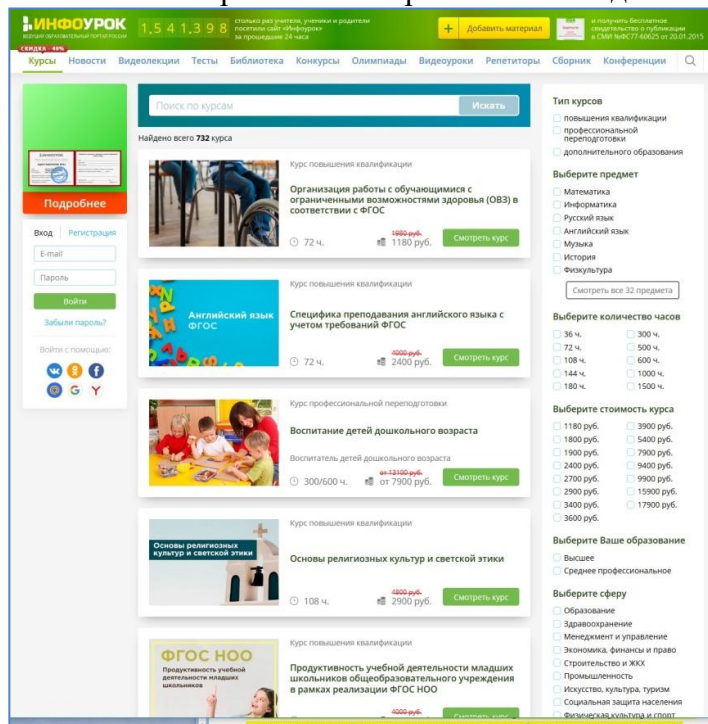 ИНФОУРОК
ВЕДУЩИЙ ОБРАЗОВАТЕЛЬНЫЙ ПОРТАЛ РОССИИ
1.541.398
столько раз учителя, ученики и родители
посетили сайт «Инфоурок»
за прошедшие 24 часа
+ Добавить материал
и получить бесплатное
свидетельство о публикации
в СМИ №ФС77-60625 от 20.01.2015
СКИДКА - 40%
Курсы Новости Видеолекции Тесты Библиотека Конкурсы Олимпиады Видеоуроки Репетиторы Сборник Конференции
Подробнее
Вход Регистрация
E-mail
Пароль
Войти
Забыли пароль?
Войти с помощью:
Поиск по курсам
Искать
Найдено всего 732 курса
Курс повышения квалификации
Организация работы с обучающимися с
ограниченными возможностями здоровья (ОВЗ) в
соответствии с ФГОС
72 ч.
1980 руб.
1180 руб.
Смотреть курс
Английский язык
ФГОС
Курс повышения квалификации
Специфика преподавания английского языка с
учетом требований ФГОС
72 ч.
4000 руб.
2400 руб.
Смотреть курс
Курс профессиональной переподготовки
Воспитание детей дошкольного возраста
Воспитатель детей дошкольного возраста
300/600 ч.
от 13100 руб.
от 7900 руб.
Смотреть курс
Основы религиозных
культур и светской этики
Курс повышения квалификации
Основы религиозных культур и светской этики
108 ч.
4800 руб.
2900 руб.
Смотреть курс
ФГОС НОО
Продуктивность учебной
деятельности младших
школьников
Курс повышения квалификации
Продуктивность учебной деятельности младших
школьников общеобразовательного учреждения
в рамках реализации ФГОС НОО
4000 руб.
Смотреть курс
Тип курсов
повышения квалификации
профессиональной
переподготовки
дополнительного образования
Выберите предмет
Математика
Информатика
Русский язык
Английский язык
Музыка
История
Физкультура
Смотреть все 32 предмета
Выберите количество часов
36 ч. 300 ч.
72 ч. 500 ч.
108 ч. 600 ч.
144 ч. 1000 ч.
180 ч. 1500 ч.
Выберите стоимость курса
1180 руб. 3900 руб.
1800 руб. 5400 руб.
1900 руб. 7900 руб.
2400 руб. 9400 руб.
2700 руб. 9900 руб.
2900 руб. 15900 руб.
3400 руб. 17900 руб.
3600 руб.
Выберите Ваше образование
Высшее
Среднее профессиональное
Выберите сферу
Образование
Здравоохранение
Менеджмент и управление
Экономика, финансы и право
Строительство и ЖКХ
Промышленность
Искусство, культура, туризм
Социальная защита населения
Физическая культура и спорт